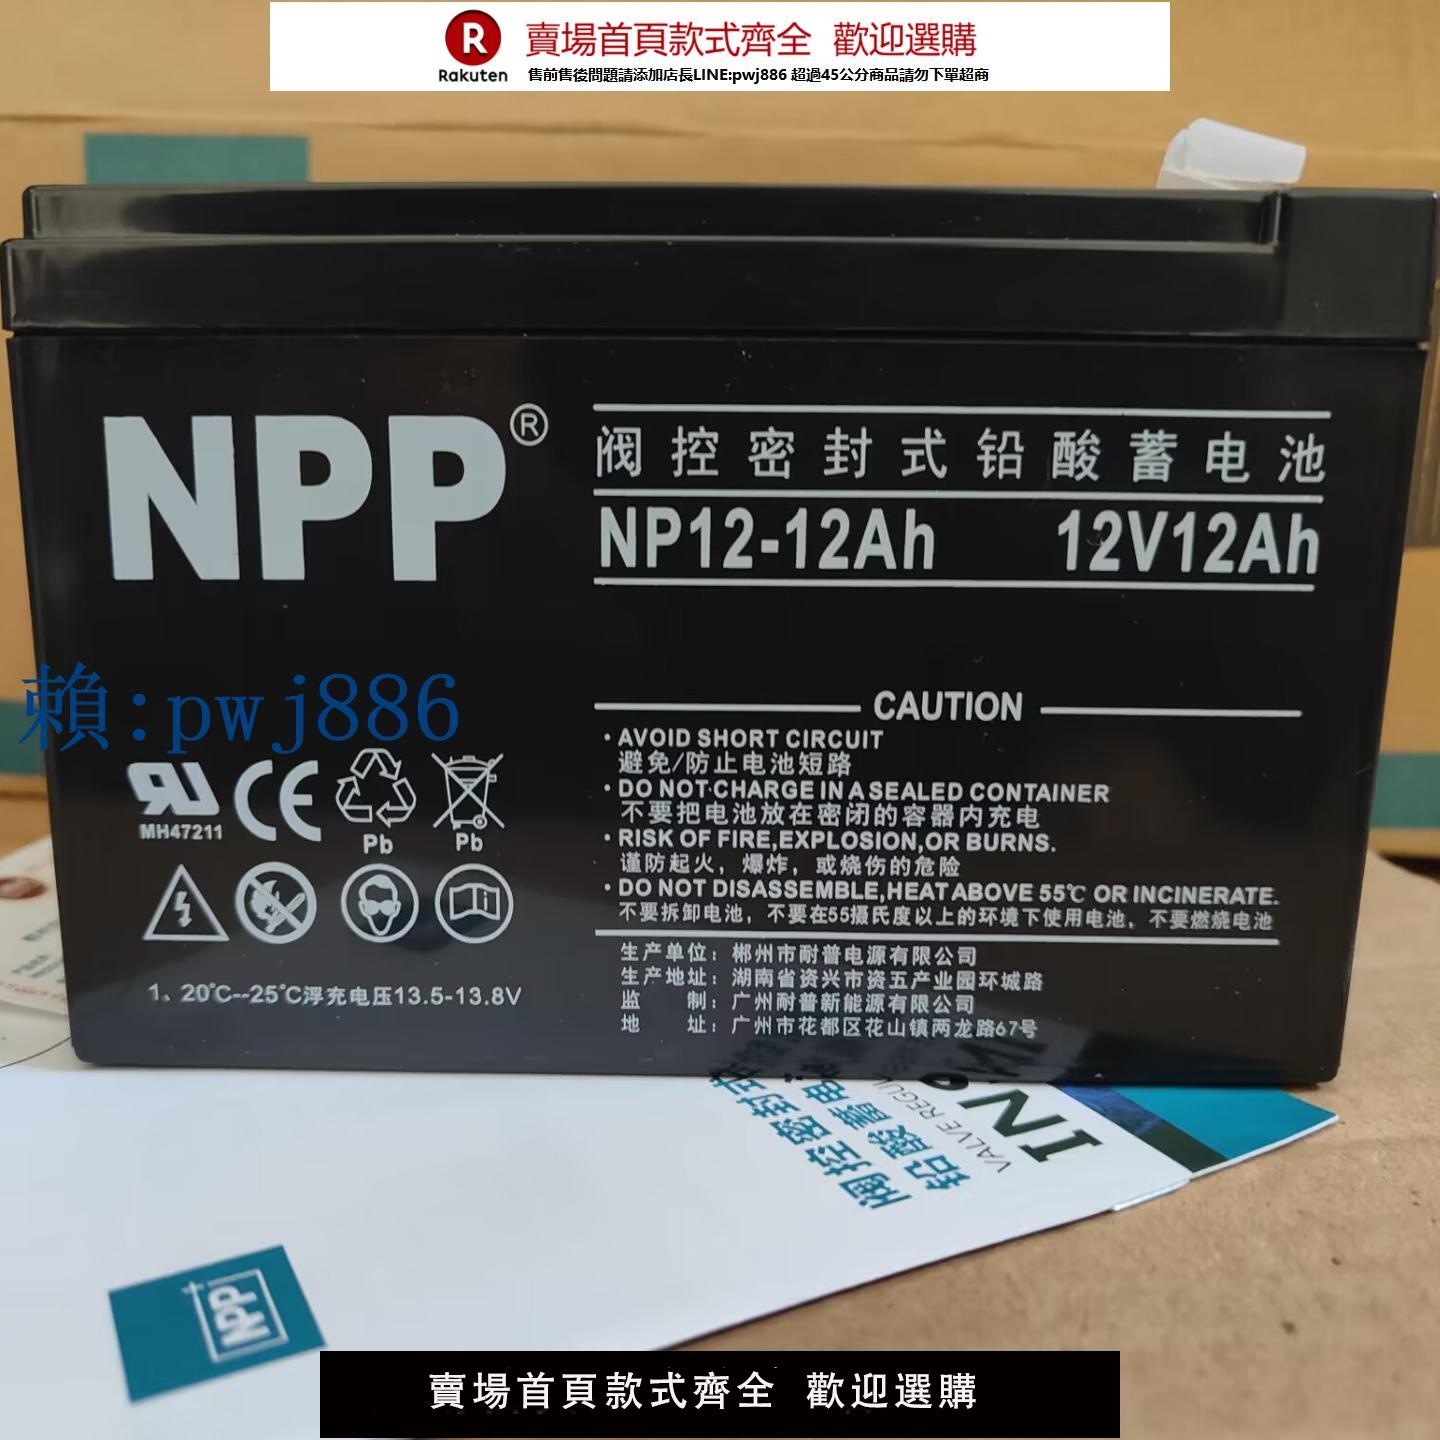 R 賣場首頁款式齊全 歡迎選購
Rakuten 售前售後問題請添加店長LINE:pwj886 超過45公分商品請勿下單超商
NPP®
阀控密封式铅酸蓄电池
NP12-12Ah 12V12Ah
賴:pwj886
CAUTION
· AVOID SHORT CIRCUIT
避免/防止电池短路
· DO NOT CHARGE IN A SEALED CONTAINER
不要把电池放在密闭的容器内充电
· RISK OF FIRE,EXPLOSION,OR BURNS.
谨防起火，爆炸，或烧伤的危险
· DO NOT DISASSEMBLE,HEAT ABOVE 55℃ OR INCINERATE.
不要拆卸电池，不要在55摄氏度以上的环境下使用电池，不要燃烧电池
MH47211
CE
Pb
Pb
1、20℃--25℃浮充电压13.5-13.8V
生产单位：郴州市耐普电源有限公司
生产地址：湖南省资兴市资五产业园环城路
监 制：广州耐普新能源有限公司
地 址：广州市花都区花山镇两龙路67号
阀控密封式
铅酸蓄电
VALVE REGUL
NPP
賣場首頁款式齊全 歡迎選購